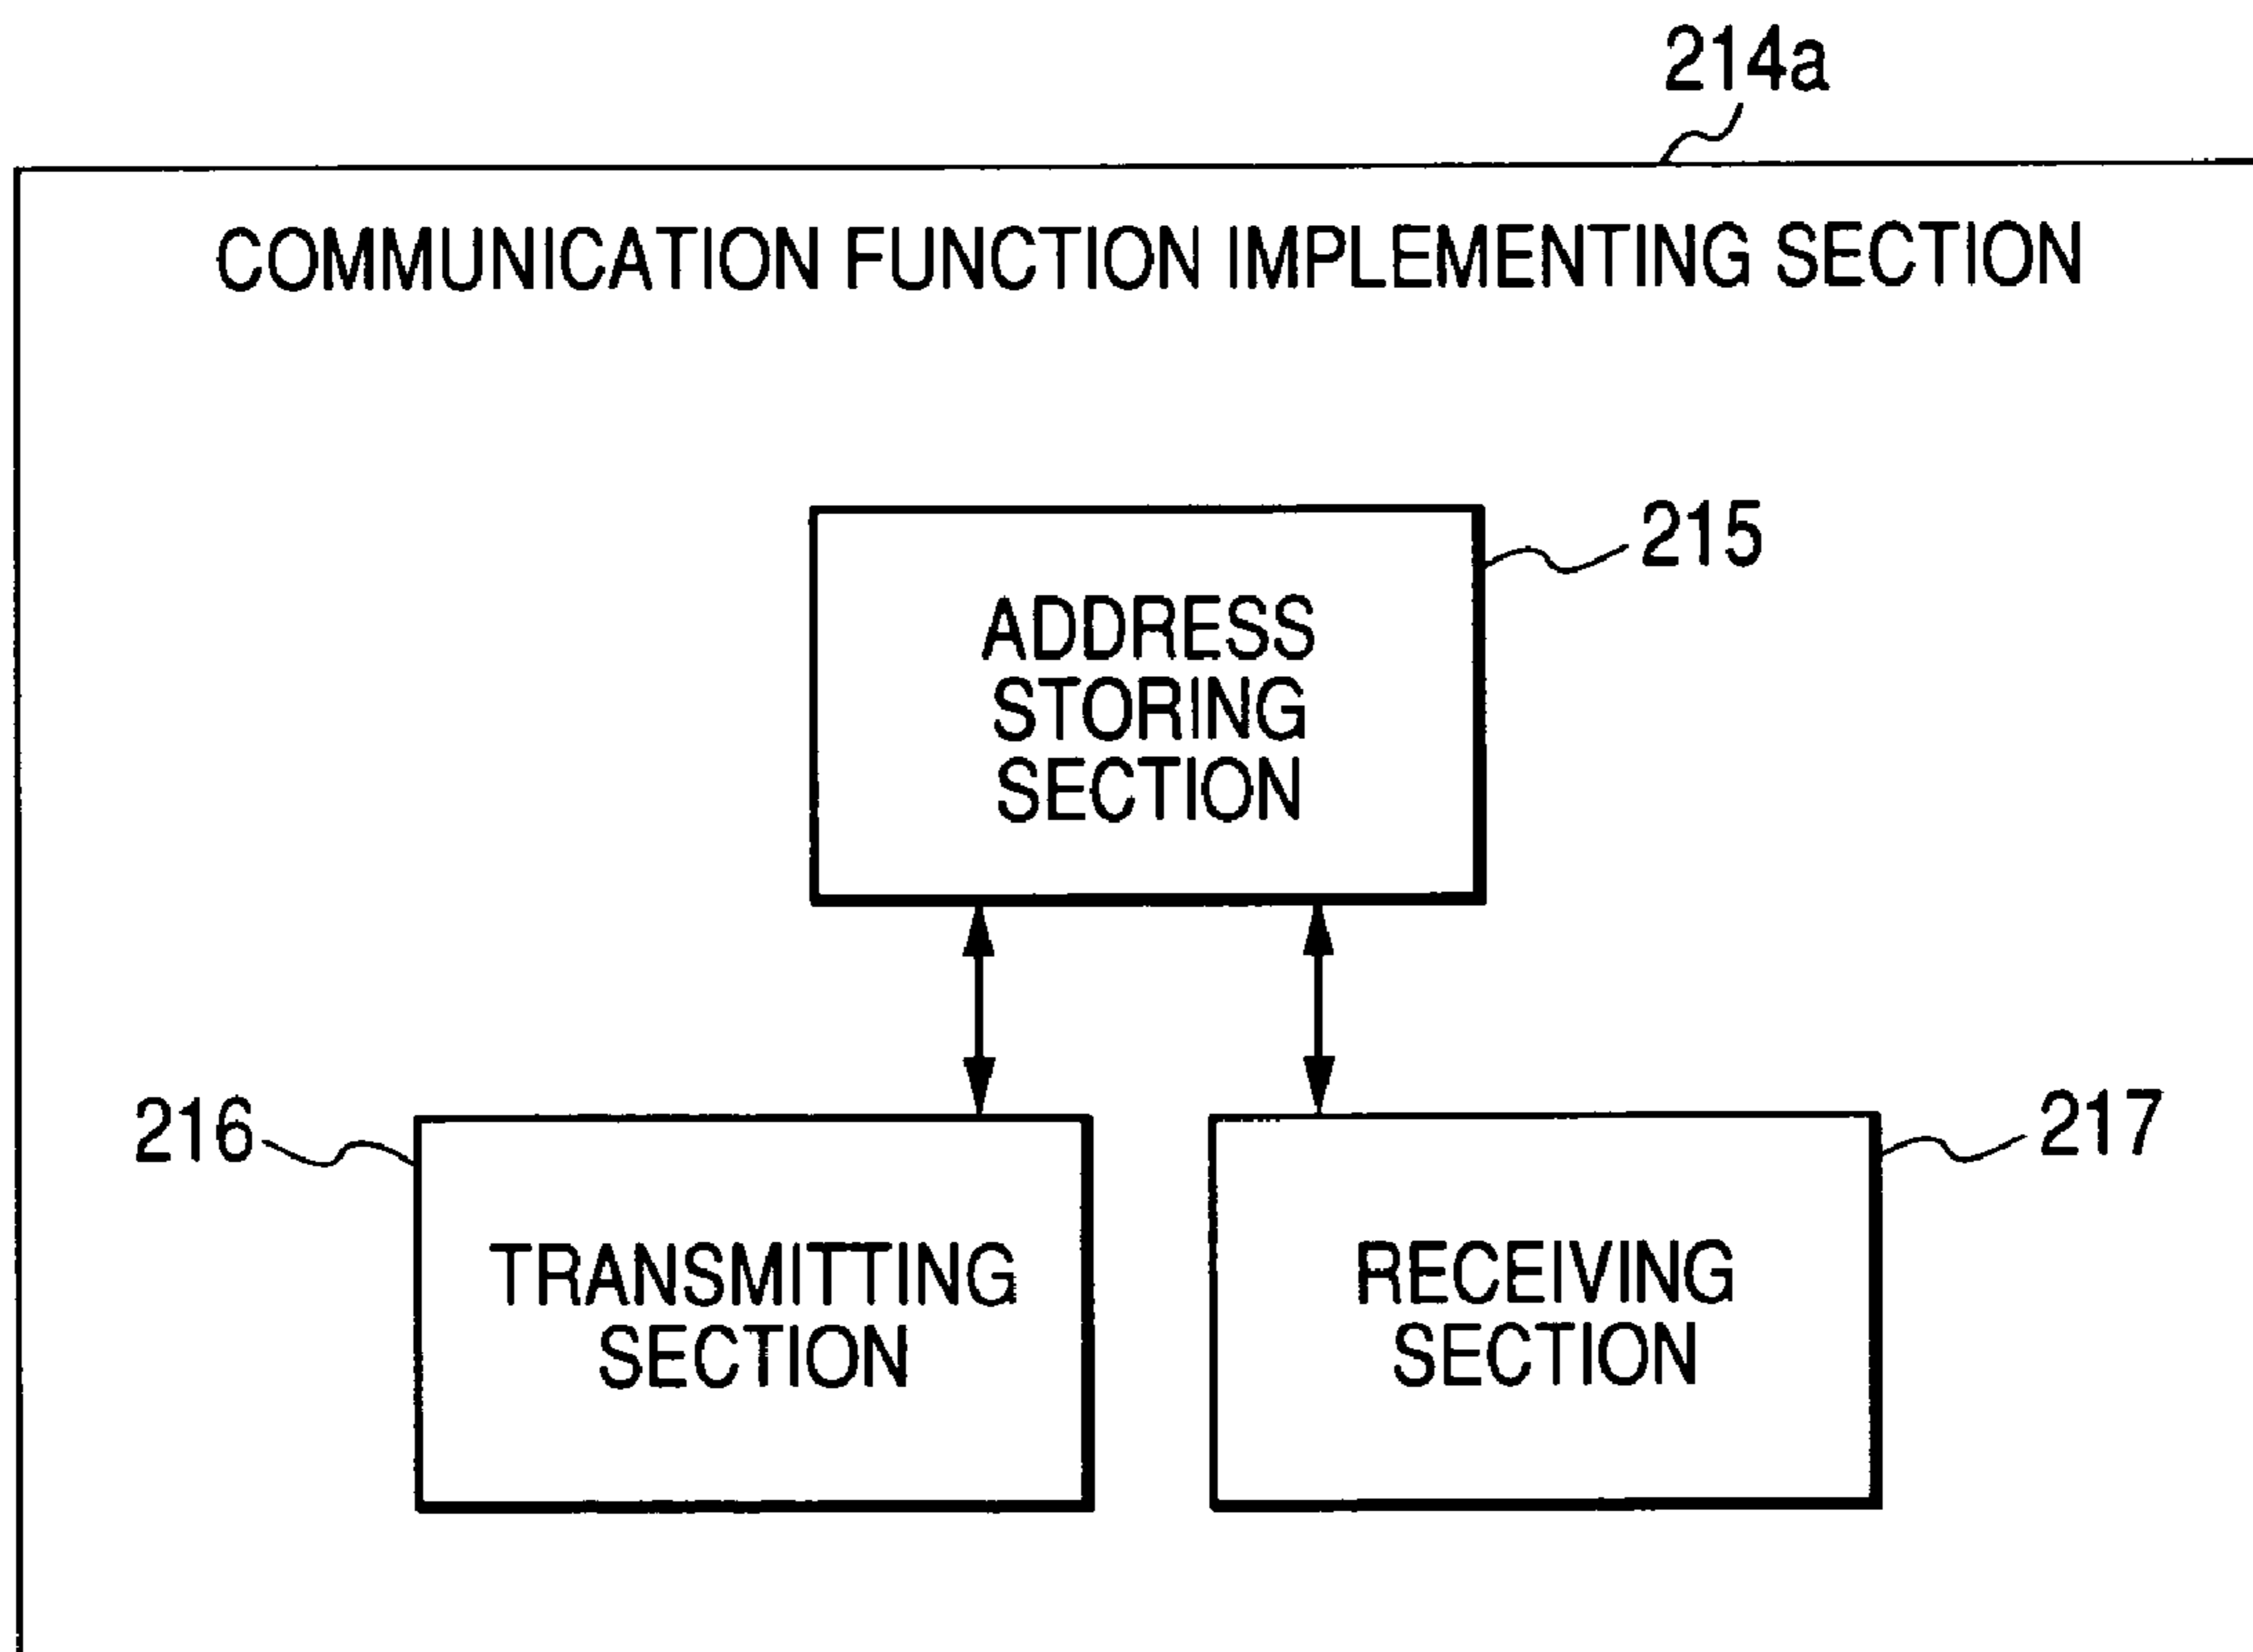 214a
COMMUNICATION FUNCTION IMPLEMENTING SECTION
215
ADDRESS
STORING
SECTION
216
217
TRANSMITTING
SECTION
RECEIVING
SECTION